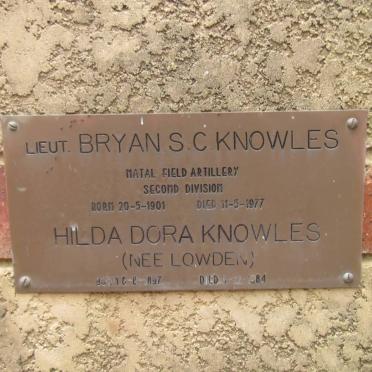 LIEUT. BRYAN S.C KNOWLES
NATAL FIELD ARTILLERY
SECOND DIVISION
BORN 20-5-1901 DIED 11-5-1977
HILDA DORA KNOWLES
(NEE LOWDEN)
DIED